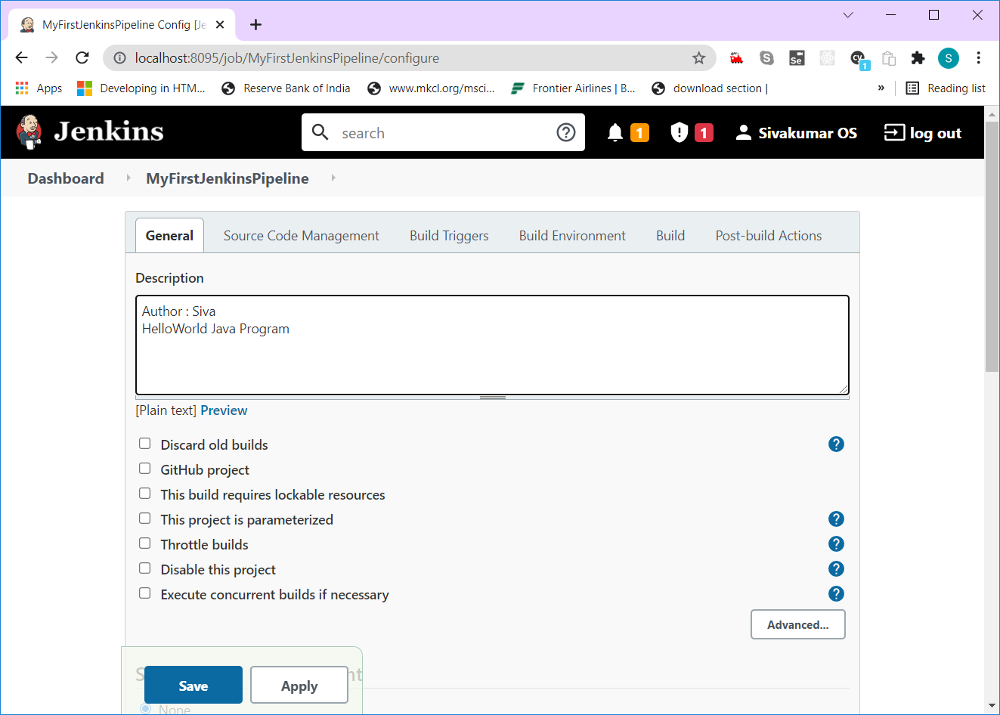 MyFirstJenkinsPipeline Config [Je
localhost:8095/job/MyFirstJenkinsPipeline/configure
Se
cy
1
S
Apps
Developing in HTM...
Reserve Bank of India
www.mkcl.org/msci...
Frontier Airlines | B...
download section |
»
Reading list
Jenkins
search
1
1
Sivakumar OS
log out
Dashboard
MyFirstJenkinsPipeline
General
Source Code Management
Build Triggers
Build Environment
Build
Post-build Actions
Description
Author : Siva
HelloWorld Java Program
[Plain text] Preview
Discard old builds
GitHub project
This build requires lockable resources
This project is parameterized
Throttle builds
Disable this project
Execute concurrent builds if necessary
Advanced...
Save
Apply
None